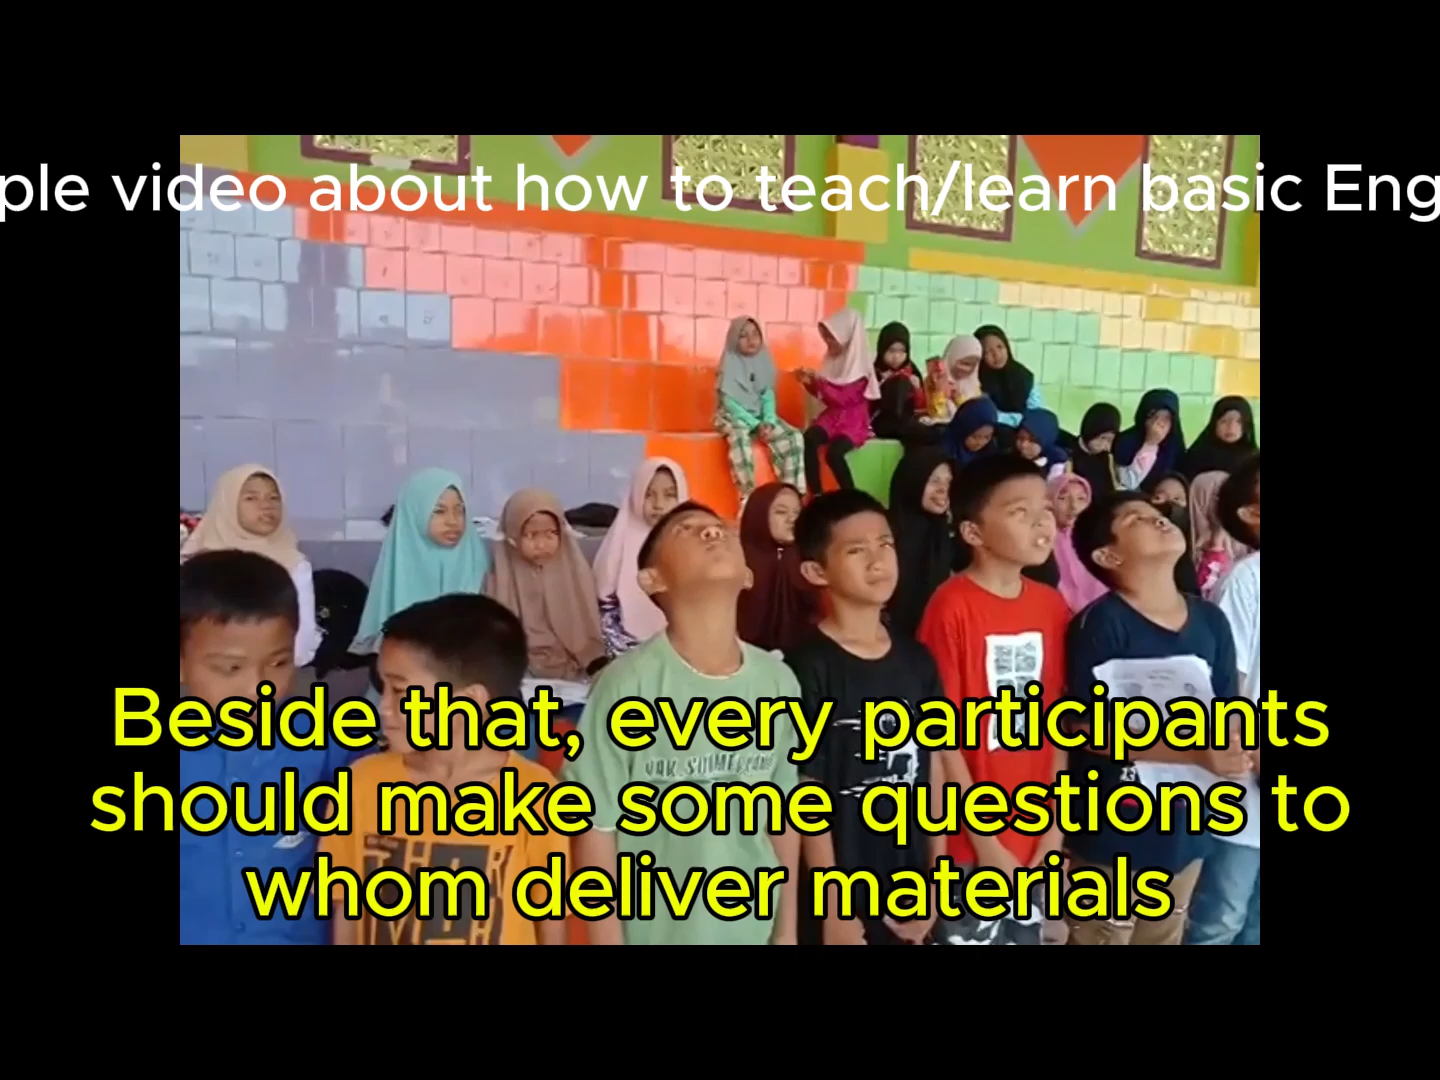 ple video about how to teach/learn basic Eng
Beside that, every participants
should make some questions to
whom deliver materials